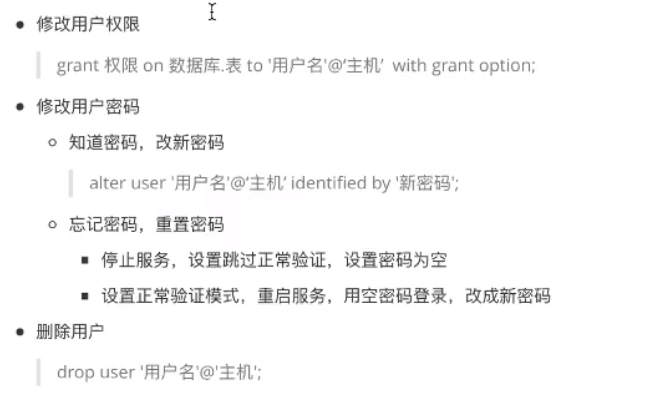 修改用户权限
grant 权限 on 数据库.表 to '用户名'@‘主机’ with grant option;
修改用户密码
知道密码，改新密码
alter user '用户名'@‘主机’ identified by '新密码';
忘记密码，重置密码
停止服务，设置跳过正常验证，设置密码为空
设置正常验证模式，重启服务，用空密码登录，改成新密码
删除用户
drop user '用户名'@'主机';